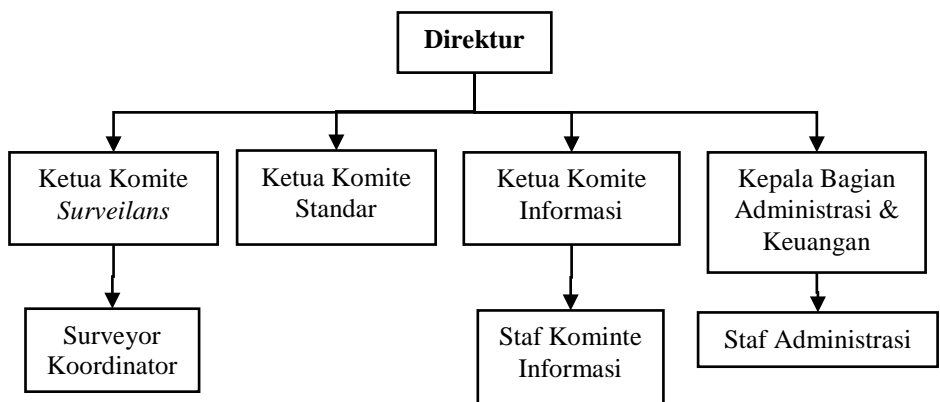 Direktur
Ketua Komite
Surveilans
Ketua Komite
Standar
Ketua Komite
Informasi
Kepala Bagian
Administrasi &
Keuangan
Surveyor
Koordinator
Staf Kominte
Informasi
Staf Administrasi